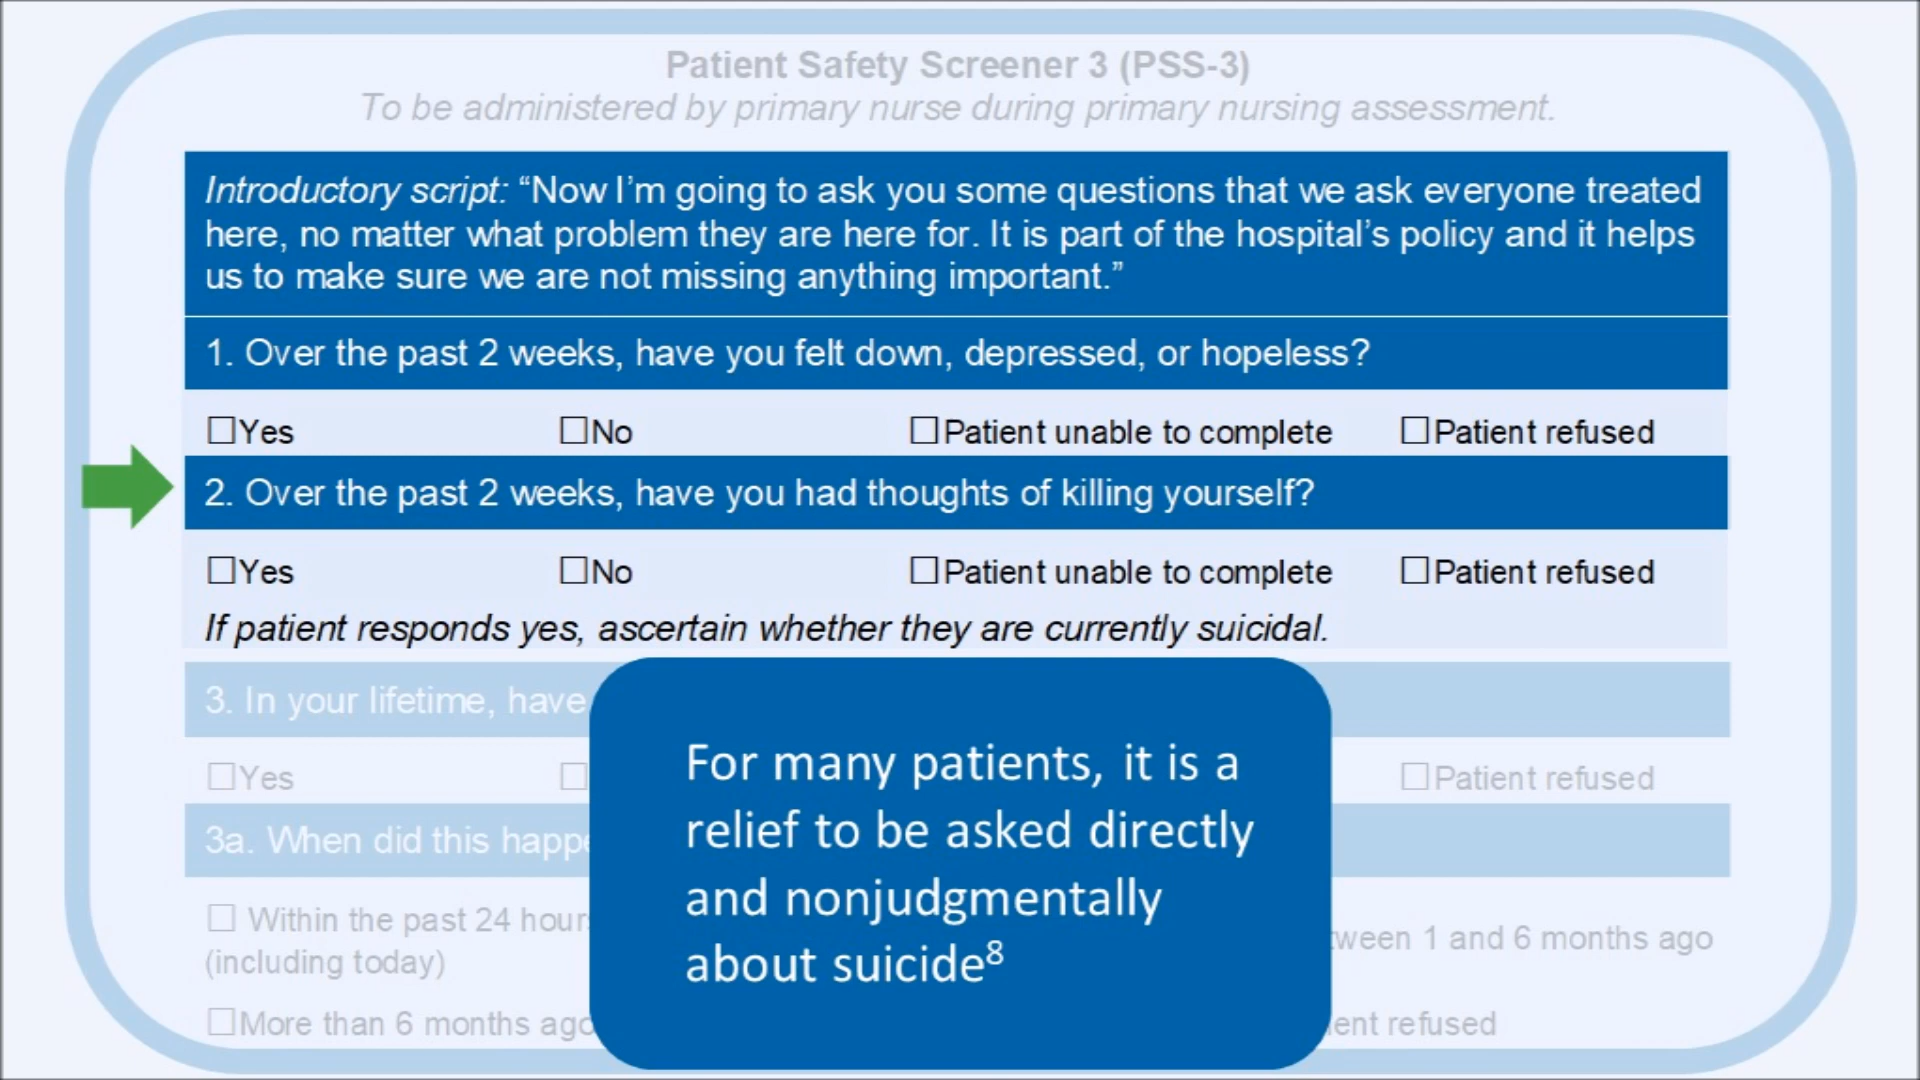 Patient Safety Screener 3 (PSS-3)
To be administered by primary nurse during primary nursing assessment.
Introductory script: “Now I’m going to ask you some questions that we ask everyone treated
here, no matter what problem they are here for. It is part of the hospital’s policy and it helps
us to make sure we are not missing anything important.”
1. Over the past 2 weeks, have you felt down, depressed, or hopeless?
☐Yes ☐No ☐Patient unable to complete ☐Patient refused
2. Over the past 2 weeks, have you had thoughts of killing yourself?
☐Yes ☐No ☐Patient unable to complete ☐Patient refused
If patient responds yes, ascertain whether they are currently suicidal.
3. In your lifetime, have
☐Yes ☐ ☐Patient refused
3a. When did this
☐ Within the past 24
(including today) 1 and 6 months ago
☐More than 6 months ago refused
For many patients, it is a
relief to be asked directly
and nonjudgmentally
about suicide⁸